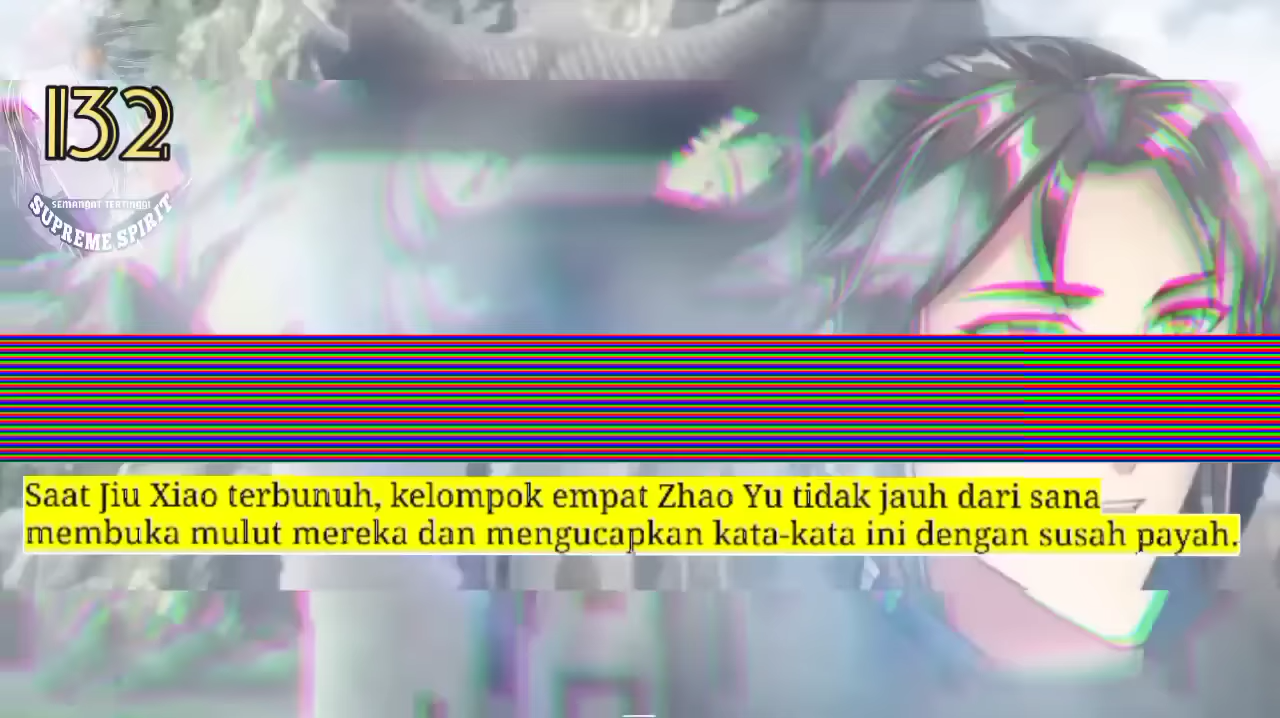 132
SEMANGAT TERTINGGI
SUPREME SPIRIT
Saat Jiu Xiao terbunuh, kelompok empat Zhao Yu tidak jauh dari sana
membuka mulut mereka dan mengucapkan kata-kata ini dengan susah payah.